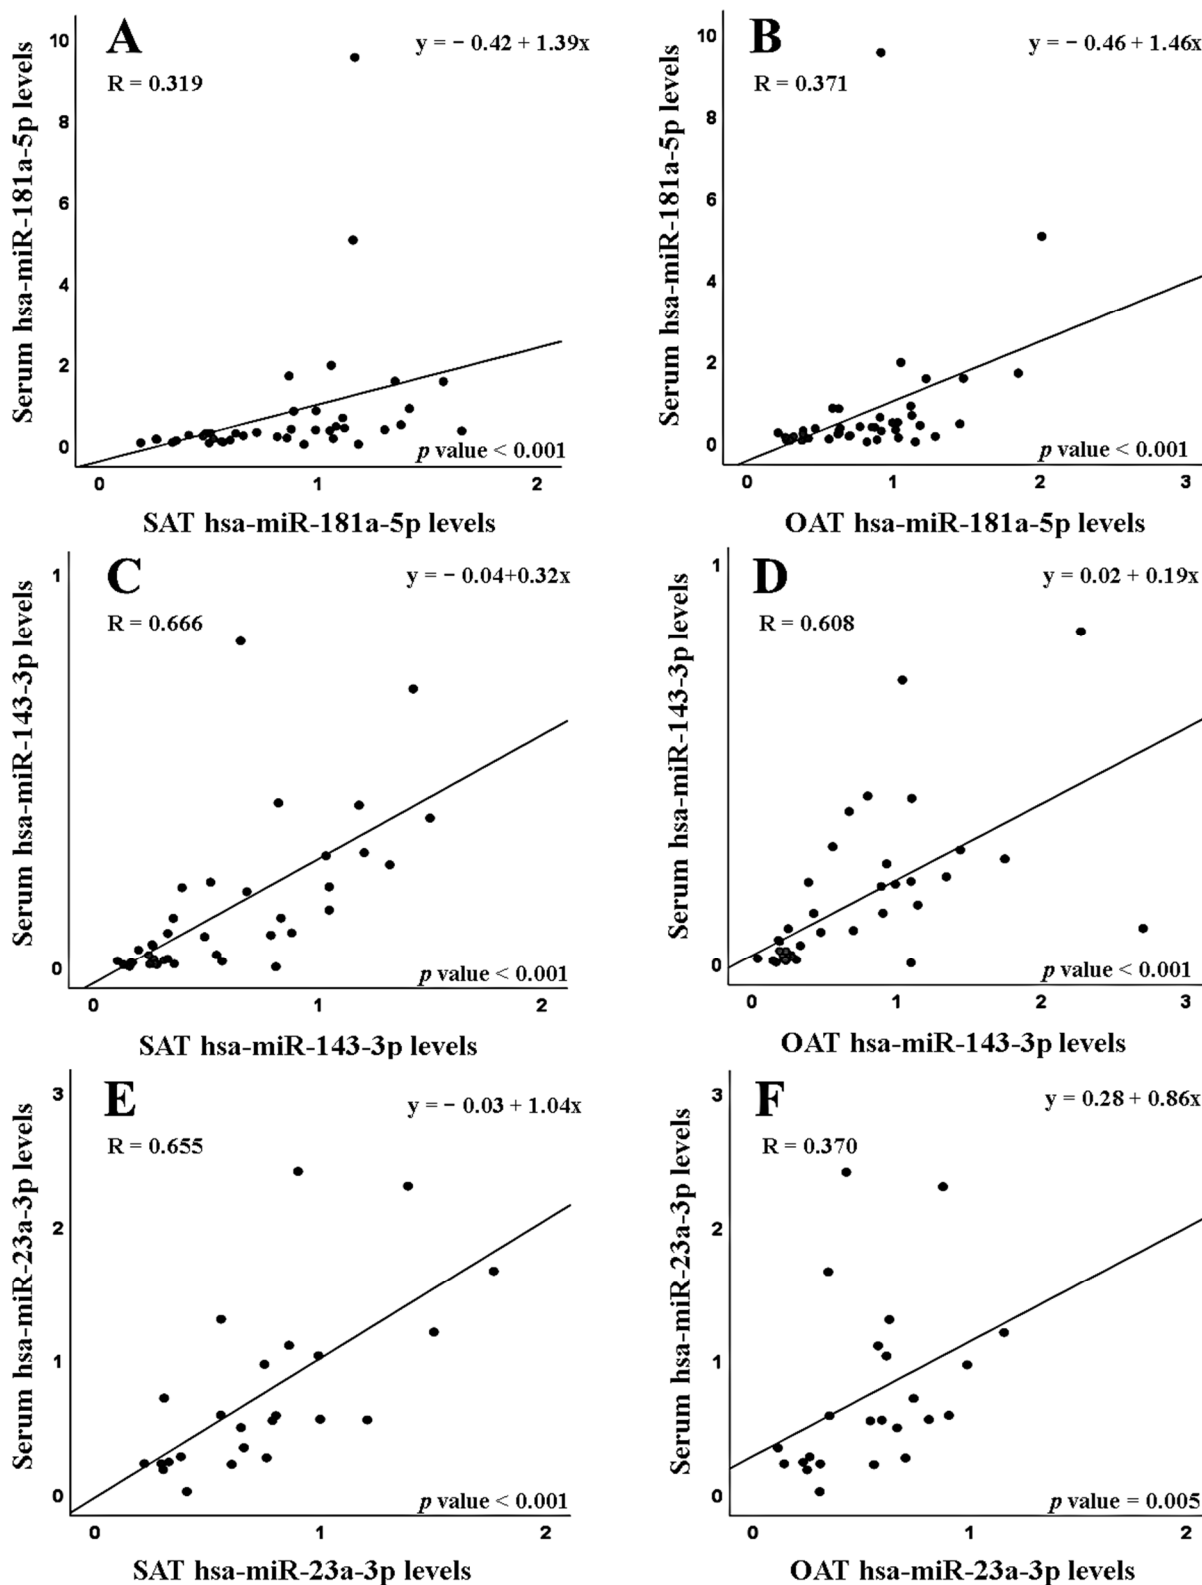 A
y = − 0.42 + 1.39x
R = 0.319
Serum hsa-miR-181a-5p levels
10
8
6
4
2
0
p value < 0.001
0 1 2
SAT hsa-miR-181a-5p levels
B
y = − 0.46 + 1.46x
R = 0.371
Serum hsa-miR-181a-5p levels
10
8
6
4
2
0
p value < 0.001
0 1 2 3
OAT hsa-miR-181a-5p levels
C
y = − 0.04+0.32x
R = 0.666
Serum hsa-miR-143-3p levels
1
0
p value < 0.001
0 1 2
SAT hsa-miR-143-3p levels
D
y = 0.02 + 0.19x
R = 0.608
Serum hsa-miR-143-3p levels
1
0
p value < 0.001
0 1 2 3
OAT hsa-miR-143-3p levels
E
y = − 0.03 + 1.04x
R = 0.655
Serum hsa-miR-23a-3p levels
3
2
1
0
p value < 0.001
0 1 2
SAT hsa-miR-23a-3p levels
F
y = 0.28 + 0.86x
R = 0.370
Serum hsa-miR-23a-3p levels
3
2
1
0
p value = 0.005
0 1 2
OAT hsa-miR-23a-3p levels